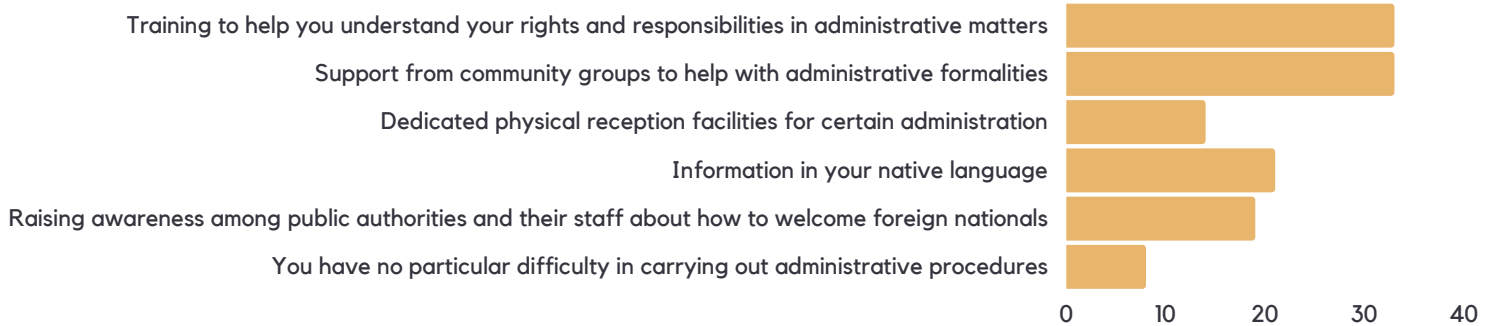 Training to help you understand your rights and responsibilities in administrative matters
Support from community groups to help with administrative formalities
Dedicated physical reception facilities for certain administration
Information in your native language
Raising awareness among public authorities and their staff about how to welcome foreign nationals
You have no particular difficulty in carrying out administrative procedures
0 10 20 30 40